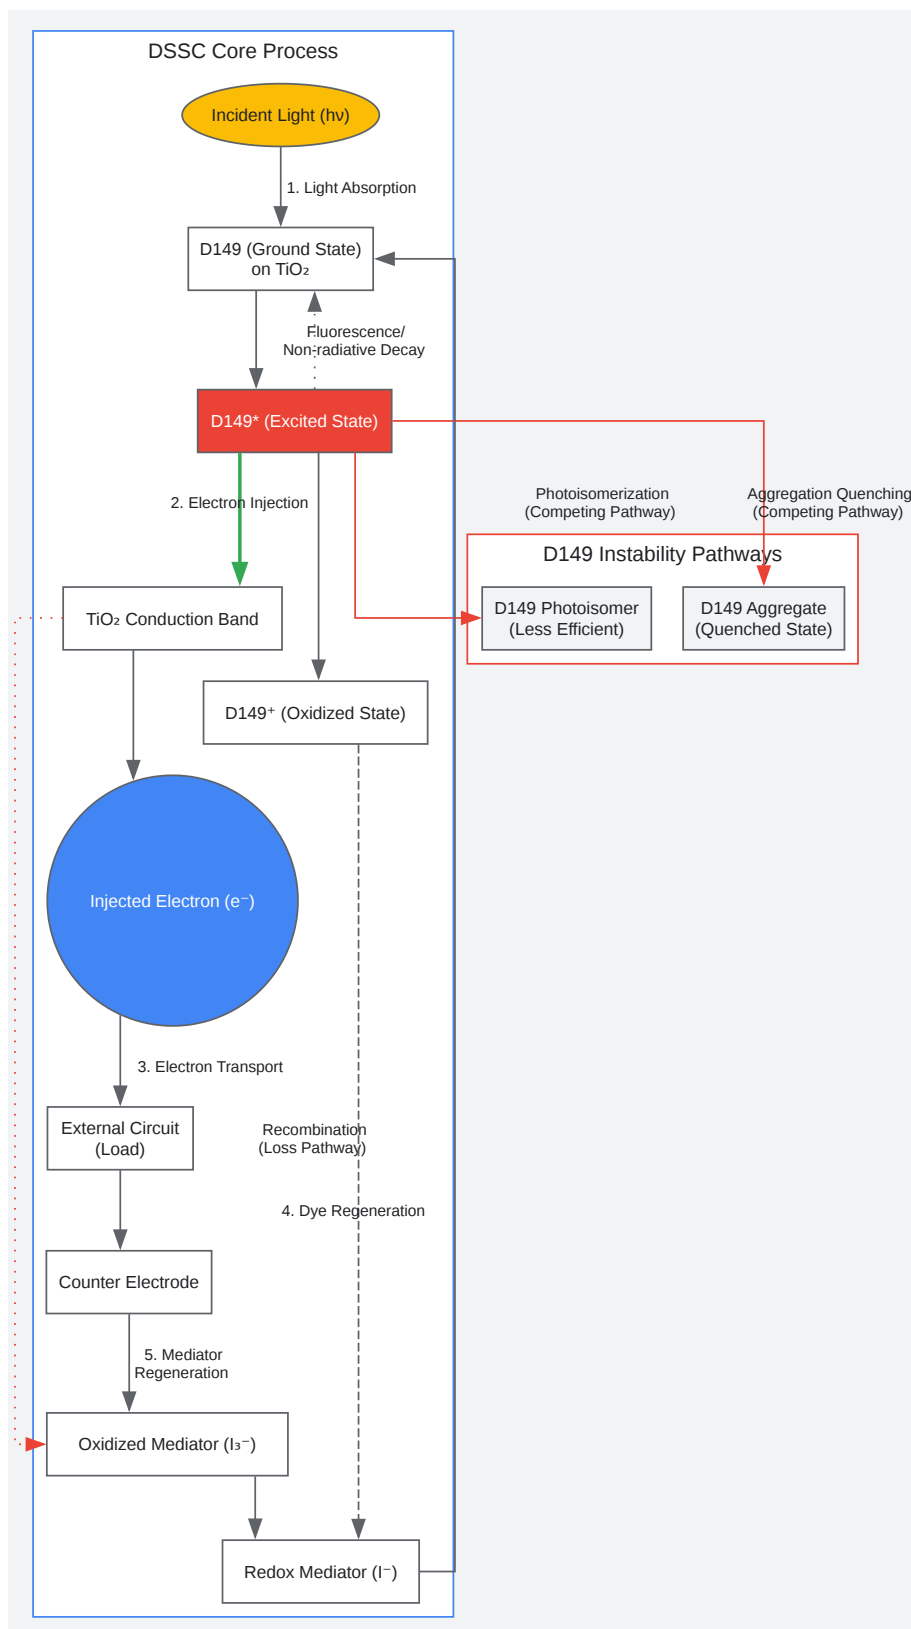 DSSC Core Process
Incident Light (hν)
1. Light Absorption
D149 (Ground State)
on TiO₂
Fluorescence/
Non-radiative Decay
D149* (Excited State)
2. Electron Injection
Photoisomerization
(Competing Pathway)
Aggregation Quenching
(Competing Pathway)
D149 Instability Pathways
D149 Photoisomer
(Less Efficient)
D149 Aggregate
(Quenched State)
TiO₂ Conduction Band
D149⁺ (Oxidized State)
Injected Electron (e⁻)
3. Electron Transport
External Circuit
(Load)
Recombination
(Loss Pathway)
4. Dye Regeneration
Counter Electrode
5. Mediator
Regeneration
Oxidized Mediator (I₃⁻)
Redox Mediator (I⁻)